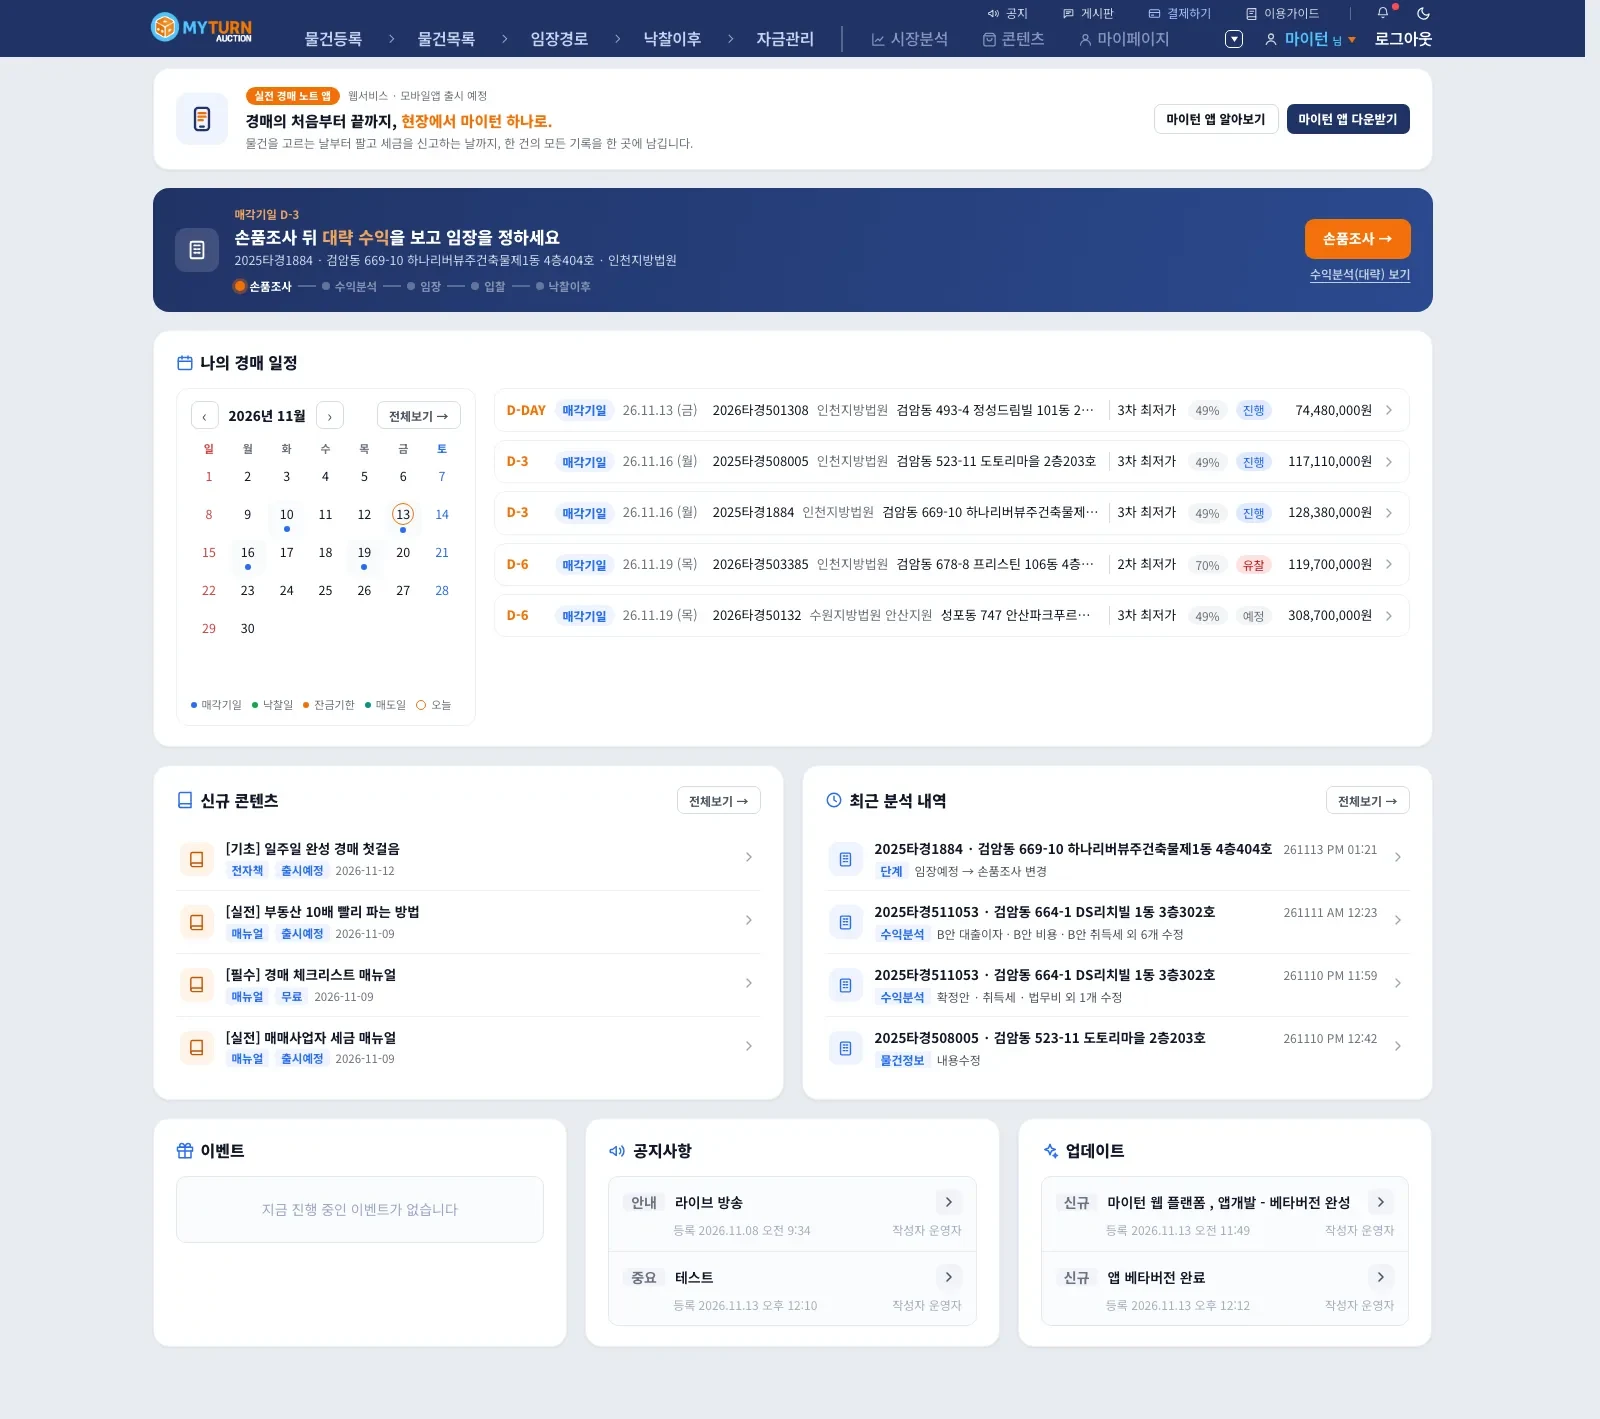 공지
게시판
결제하기
이용가이드
MYTURN
AUCTION
물건등록 > 물건목록 > 임장경로 > 낙찰이후 > 자금관리
시장분석
콘텐츠
마이페이지
마이턴 님
로그아웃
실전 경매 노트 앱 웹서비스 · 모바일앱 출시 예정
경매의 처음부터 끝까지, 현장에서 마이턴 하나로.
물건을 고르는 날부터 팔고 세금을 신고하는 날까지, 한 건의 모든 기록을 한 곳에 남깁니다.
마이턴 앱 알아보기
마이턴 앱 다운받기
매각기일 D-3
손품조사 뒤 대략 수익을 보고 임장을 정하세요
2025타경1884 · 검암동 669-10 하나리버뷰주건축물제1동 4층404호 · 인천지방법원
손품조사 — 수익분석 — 임장 — 입찰 — 낙찰이후
손품조사 →
수익분석(대략) 보기
나의 경매 일정
‹ 2026년 11월 › 전체보기 →
일 월 화 수 목 금 토
1 2 3 4 5 6 7
8 9 10 11 12 13 14
15 16 17 18 19 20 21
22 23 24 25 26 27 28
29 30
매각기일 낙찰일 잔금기한 매도일 오늘
D-DAY 매각기일 26.11.13 (금) 2026타경501308 인천지방법원 검암동 493-4 정성드림빌 101동 2··· 3차 최저가 49% 진행 74,480,000원 >
D-3 매각기일 26.11.16 (월) 2025타경508005 인천지방법원 검암동 523-11 도토리마을 2층203호 3차 최저가 49% 진행 117,110,000원 >
D-3 매각기일 26.11.16 (월) 2025타경1884 인천지방법원 검암동 669-10 하나리버뷰주건축물제··· 3차 최저가 49% 진행 128,380,000원 >
D-6 매각기일 26.11.19 (목) 2026타경503385 인천지방법원 검암동 678-8 프리스틴 106동 4층··· 2차 최저가 70% 유찰 119,700,000원 >
D-6 매각기일 26.11.19 (목) 2026타경50132 수원지방법원 안산지원 성포동 747 안산파크푸르··· 3차 최저가 49% 예정 308,700,000원 >
신규 콘텐츠
전체보기 →
[기초] 일주일 완성 경매 첫걸음
전자책 출시예정 2026-11-12
[실전] 부동산 10배 빨리 파는 방법
매뉴얼 출시예정 2026-11-09
[필수] 경매 체크리스트 매뉴얼
매뉴얼 무료 2026-11-09
[실전] 매매사업자 세금 매뉴얼
매뉴얼 출시예정 2026-11-09
최근 분석 내역
전체보기 →
2025타경1884 · 검암동 669-10 하나리버뷰주건축물제1동 4층404호 261113 PM 01:21
단계 임장예정 → 손품조사 변경
2025타경511053 · 검암동 664-1 DS리치빌 1동 3층302호 261111 AM 12:23
수익분석 B안 대출이자 · B안 비용 · B안 취득세 외 6개 수정
2025타경511053 · 검암동 664-1 DS리치빌 1동 3층302호 261110 PM 11:59
수익분석 확정안 · 취득세 · 법무비 외 1개 수정
2025타경508005 · 검암동 523-11 도토리마을 2층203호 261110 PM 12:42
물건정보 내용수정
이벤트
지금 진행 중인 이벤트가 없습니다
공지사항
안내 라이브 방송
등록 2026.11.08 오전 9:34 작성자 운영자
중요 테스트
등록 2026.11.13 오후 12:10 작성자 운영자
업데이트
신규 마이턴 웹 플랜폼 , 앱개발 - 베타버전 완성
등록 2026.11.13 오전 11:49 작성자 운영자
신규 앱 베타버전 완료
등록 2026.11.13 오후 12:12 작성자 운영자